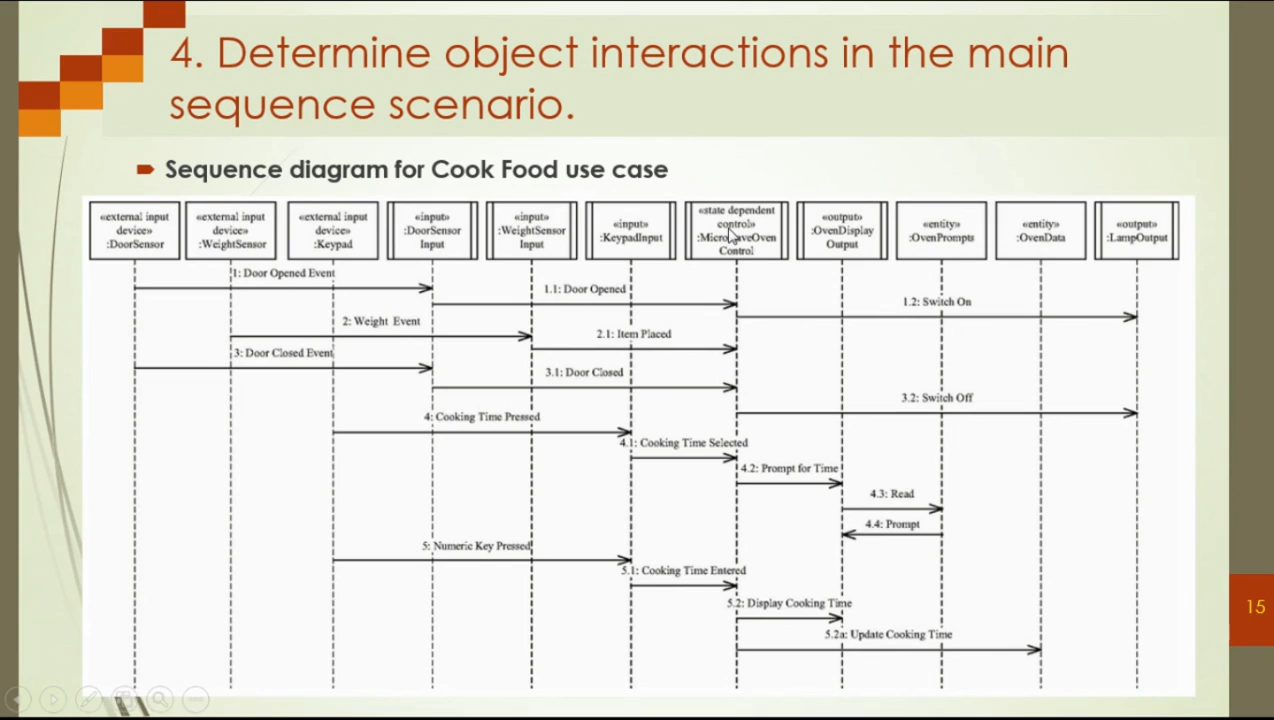 4. Determine object interactions in the main
sequence scenario.
Sequence diagram for Cook Food use case
«external input
device»
:DoorSensor
«external input
device»
:WeightSensor
«external input
device»
:Keypad
«input»
:DoorSensor
Input
«input»
:WeightSensor
Input
«input»
:KeypadInput
«state dependent
control»
:MicrowaveOven
Control
«output»
:OvenDisplay
Output
«entity»
:OvenPrompts
«entity»
:OvenData
«output»
:LampOutput
1: Door Opened Event
1.1: Door Opened
1.2: Switch On
2: Weight Event
2.1: Item Placed
3: Door Closed Event
3.1: Door Closed
3.2: Switch Off
4: Cooking Time Pressed
4.1: Cooking Time Selected
4.2: Prompt for Time
4.3: Read
4.4: Prompt
5: Numeric Key Pressed
5.1: Cooking Time Entered
5.2: Display Cooking Time
5.2a: Update Cooking Time
15